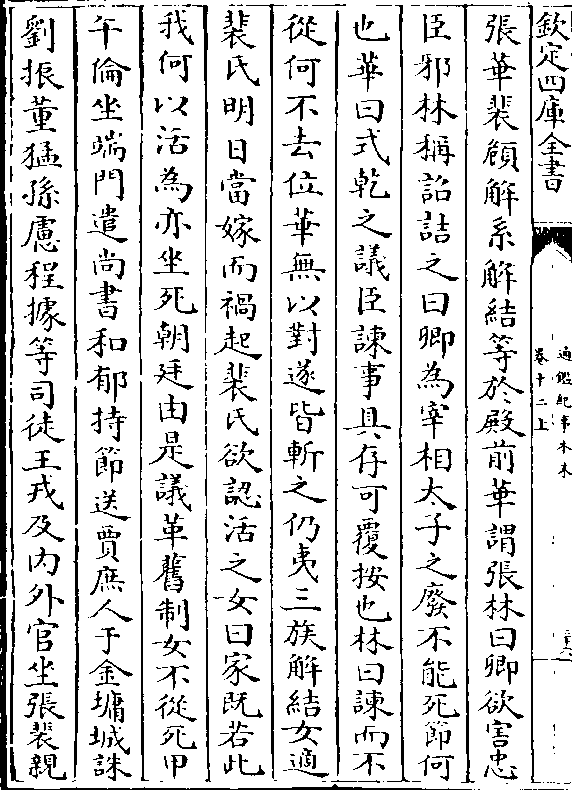 欽定四庫全書
通鑑紀事本末
卷十二上
張華裴頠解系解結等於殿前華謂張林曰卿欲害忠
臣邪林稱詔詰之曰卿為宰相太子之廢不能死節何
也華曰式乾之議臣諫事具存可覆按也林曰諫而不
從何不去位華無以對遂皆斬之仍夷三族解結女適
裴氏明日當嫁而禍起裴氏欲認活之女曰家既若此
我何以活為亦坐死朝廷由是議革舊制女不從死甲
午倫坐端門遣尚書和郁持節送賈庶人于金墉城誅
劉振董猛孫慮程據等司徒王戎及内外官坐張裴親